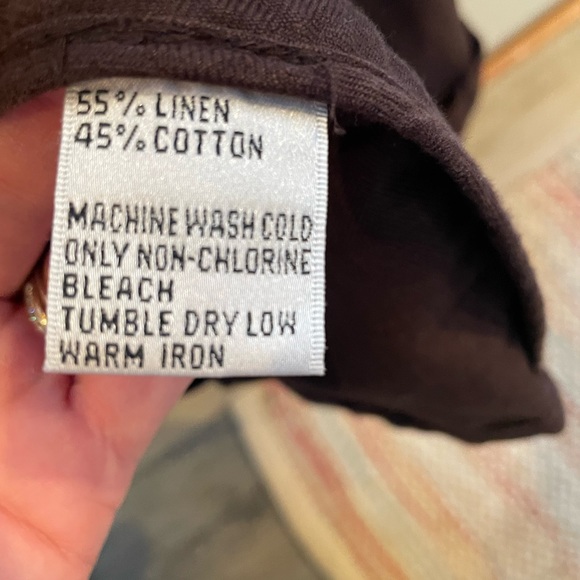 55% LINEN
45% COTTON
MACHINE WASH COLD
ONLY NON-CHLORINE
BLEACH
TUMBLE DRY LOW
WARM IRON